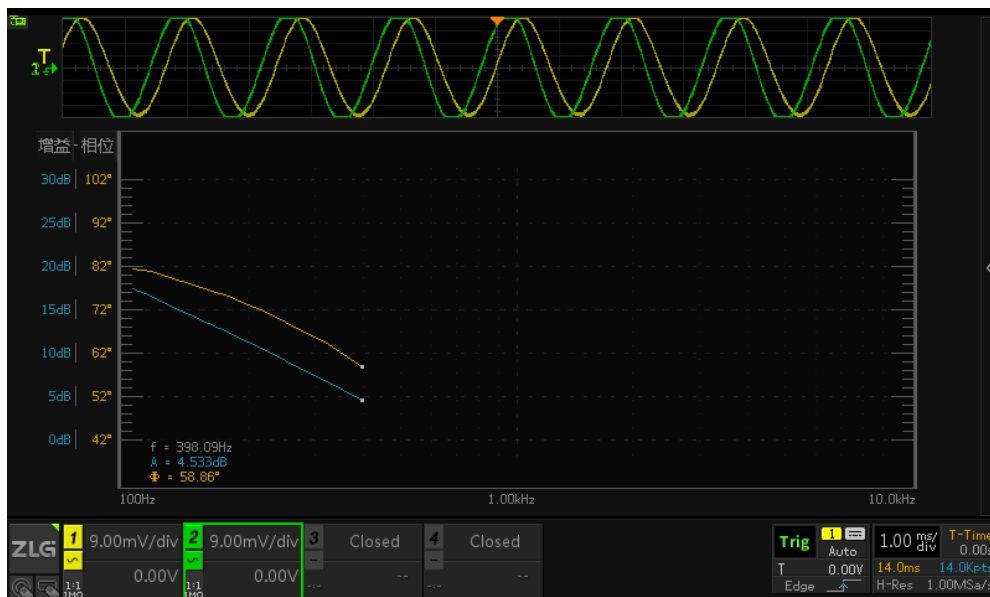 T
增益-相位
30dB 102°
25dB 92°
20dB 82°
15dB 72°
10dB 62°
5dB 52°
0dB 42°
f = 398.09Hz
A = 4.533dB
Φ = 58.86°
100Hz 1.00kHz 10.0kHz
ZLG 1 9.00mV/div 2 9.00mV/div 3 Closed 4 Closed
0.00V 0.00V -- --
1:1 1:1 -:- -:-
1MΩ 1MΩ
Trig 1 Auto 1.00 ms/div T-Time
T 0.00V 0.00s
14.0ms 14.0Kpts
Edge H-Res 1.00MSa/s